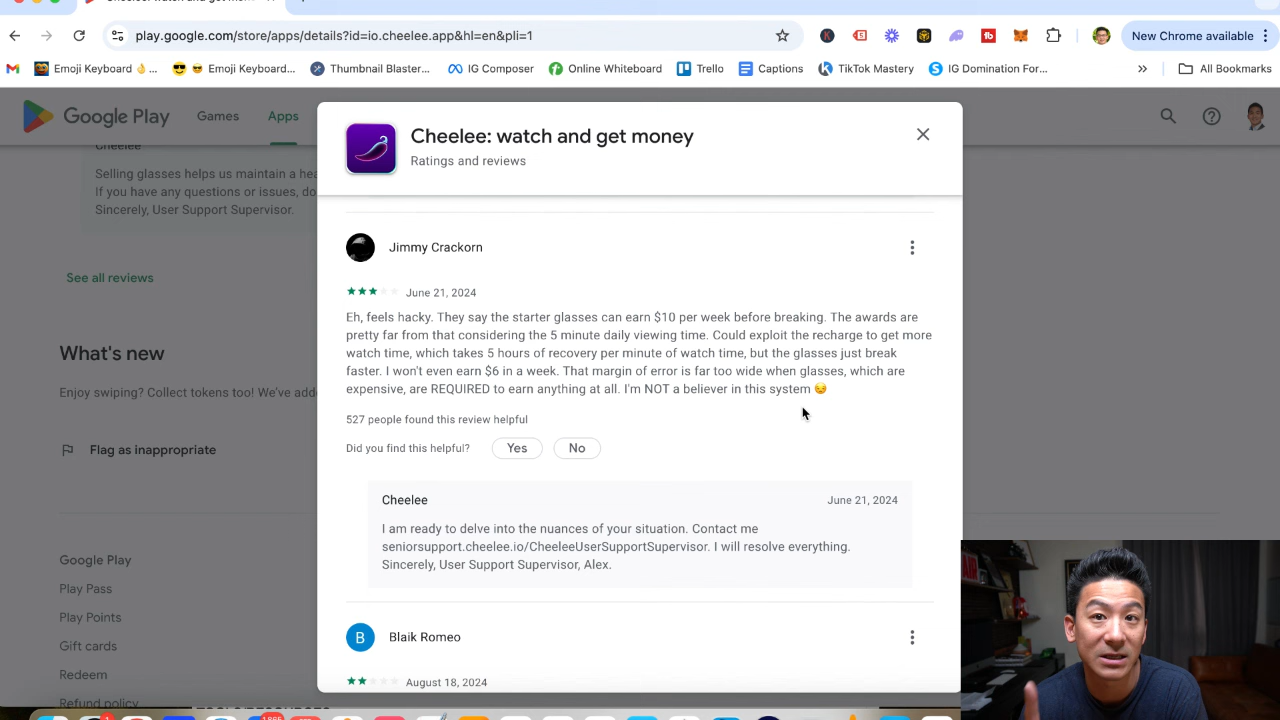 Cheelee: watch and get mon
play.google.com/store/apps/details?id=io.cheelee.app&hl=en&pli=1
New Chrome available
Emoji Keyboard
Emoji Keyboard...
Thumbnail Blaster...
IG Composer
Online Whiteboard
Trello
Captions
TikTok Mastery
IG Domination For...
All Bookmarks
Google Play
Games
Apps
Cheelee: watch and get money
Ratings and reviews
Cheelee
Selling glasses helps us maintain a hea
If you have any questions or issues, do
Sincerely, User Support Supervisor.
See all reviews
What's new
Enjoy swiping? Collect tokens too! We've add
Flag as inappropriate
Google Play
Play Pass
Play Points
Gift cards
Redeem
Refund policy
Jimmy Crackorn
June 21, 2024
Eh, feels hacky. They say the starter glasses can earn $10 per week before breaking. The awards are
pretty far from that considering the 5 minute daily viewing time. Could exploit the recharge to get more
watch time, which takes 5 hours of recovery per minute of watch time, but the glasses just break
faster. I won't even earn $6 in a week. That margin of error is far too wide when glasses, which are
expensive, are REQUIRED to earn anything at all. I'm NOT a believer in this system 😒
527 people found this review helpful
Did you find this helpful?
Yes
No
Cheelee
June 21, 2024
I am ready to delve into the nuances of your situation. Contact me
seniorsupport.cheelee.io/CheeleeUserSupportSupervisor. I will resolve everything.
Sincerely, User Support Supervisor, Alex.
B
Blaik Romeo
August 18, 2024